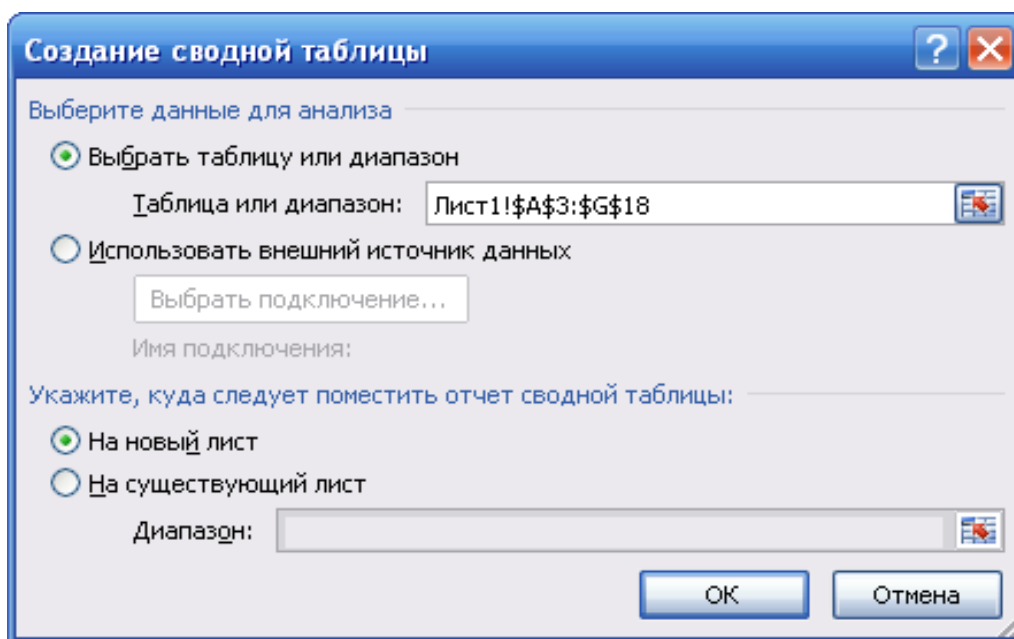 Создание сводной таблицы
Выберите данные для анализа
Выбрать таблицу или диапазон
Таблица или диапазон: Лист1!$A$3:$G$18
Использовать внешний источник данных
Выбрать подключение...
Имя подключения:
Укажите, куда следует поместить отчет сводной таблицы:
На новый лист
На существующий лист
Диапазон:
ОК Отмена